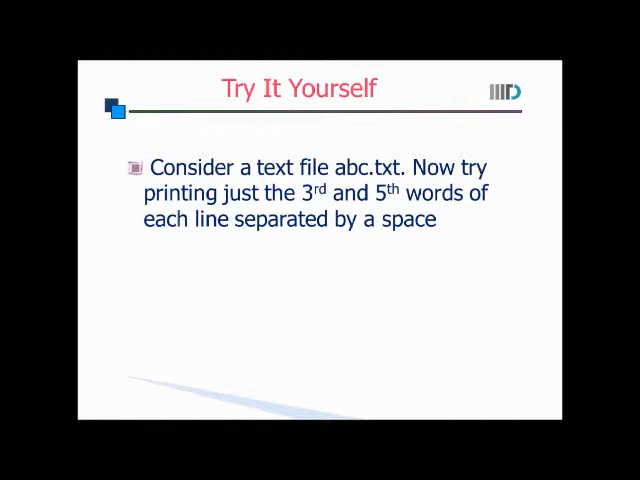 Try It Yourself
Consider a text file abc.txt. Now try
printing just the 3rd and 5th words of
each line separated by a space